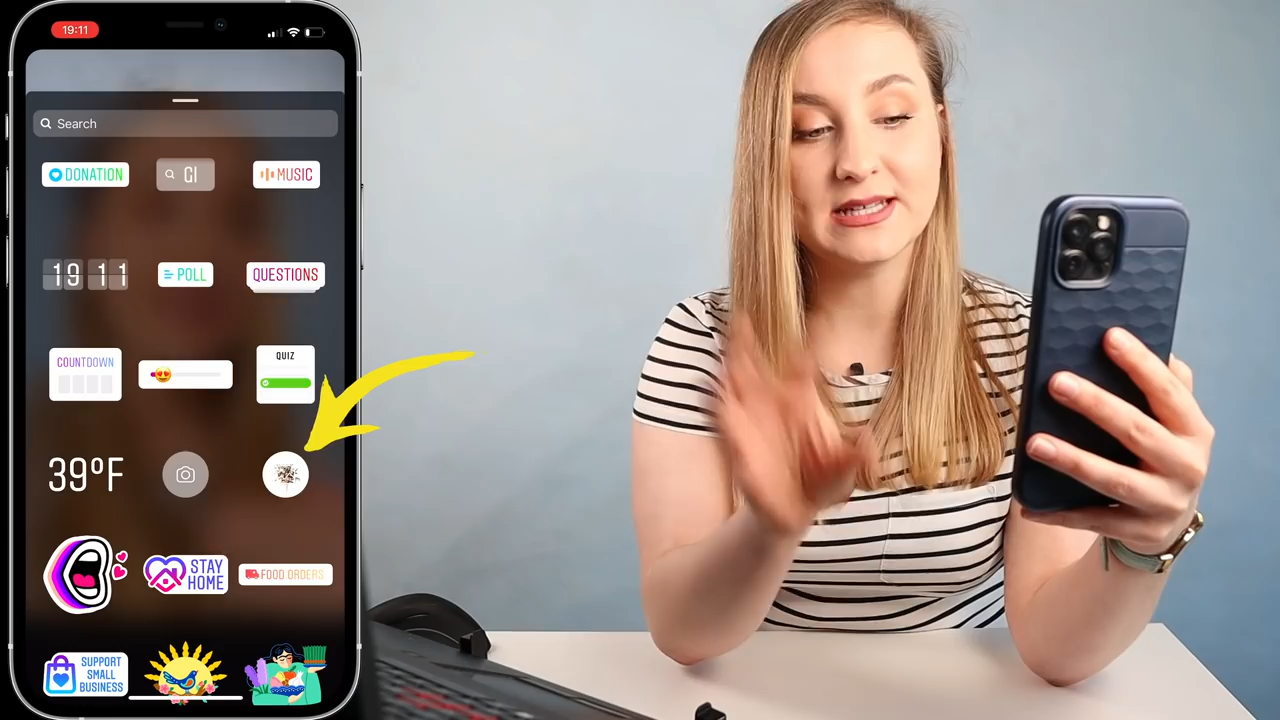 19:11
Search
DONATION
GI
MUSIC
19 11
POLL
QUESTIONS
COUNTDOWN
QUIZ
39°F
STAY
HOME
FOOD ORDERS
SUPPORT
SMALL
BUSINESS